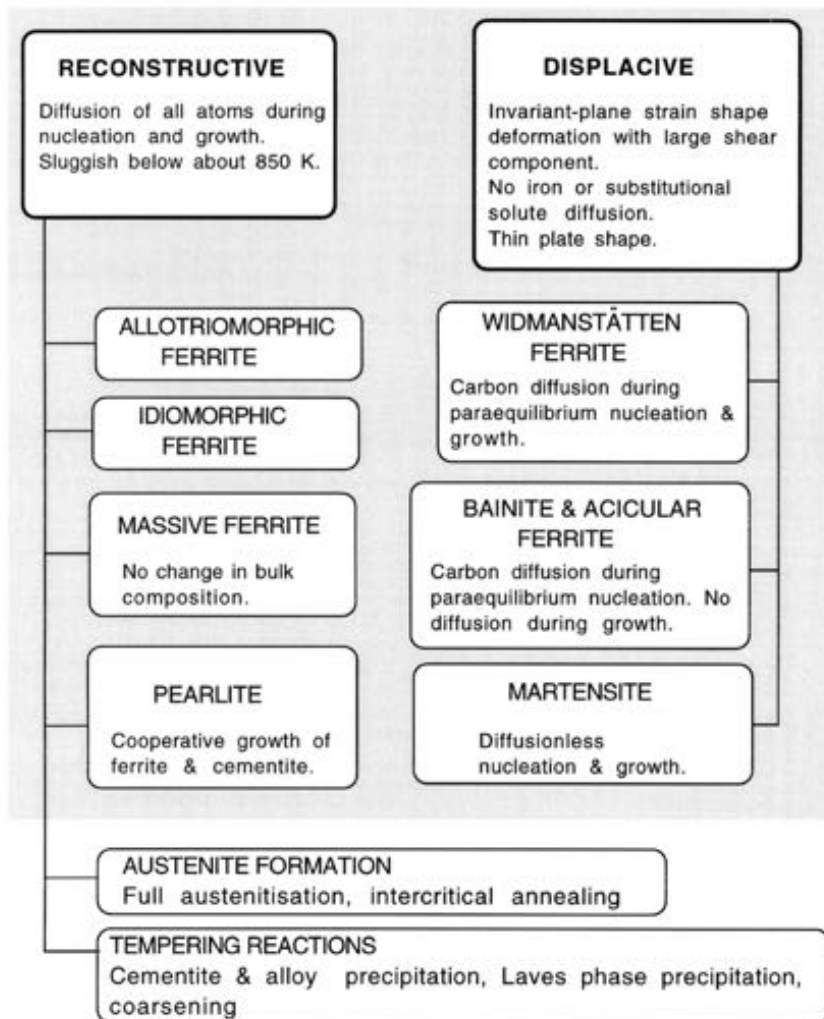 RECONSTRUCTIVE
Diffusion of all atoms during
nucleation and growth.
Sluggish below about 850 K.
DISPLACIVE
Invariant-plane strain shape
deformation with large shear
component.
No iron or substitutional
solute diffusion.
Thin plate shape.
ALLOTRIOMORPHIC
FERRITE
IDIOMORPHIC
FERRITE
MASSIVE FERRITE
No change in bulk
composition.
PEARLITE
Cooperative growth of
ferrite & cementite.
WIDMANSTÄTTEN
FERRITE
Carbon diffusion during
paraequilibrium nucleation &
growth.
BAINITE & ACICULAR
FERRITE
Carbon diffusion during
paraequilibrium nucleation. No
diffusion during growth.
MARTENSITE
Diffusionless
nucleation & growth.
AUSTENITE FORMATION
Full austenitisation, intercritical annealing
TEMPERING REACTIONS
Cementite & alloy precipitation, Laves phase precipitation,
coarsening